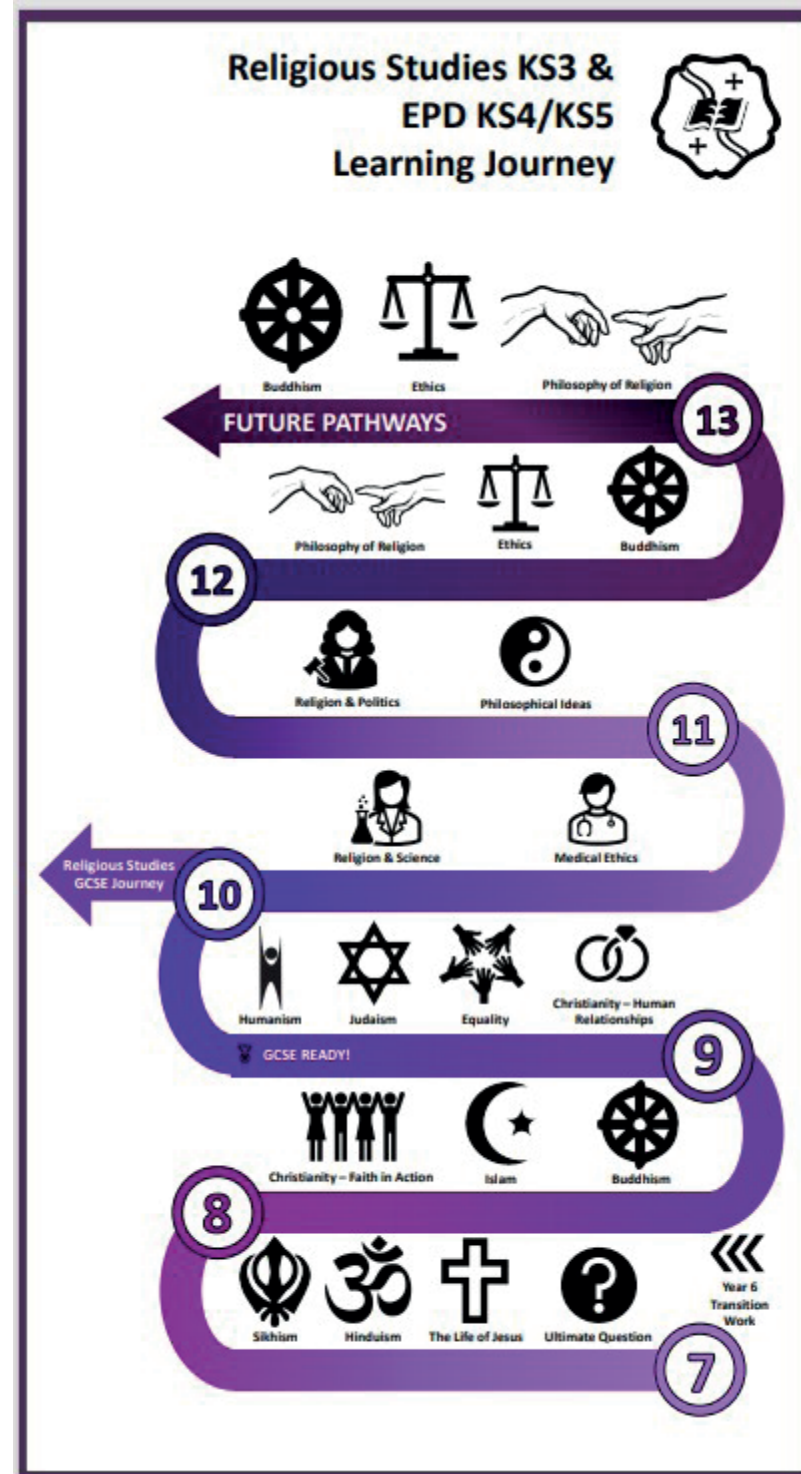 Religious Studies KS3 &
EPD KS4/KS5
Learning Journey
Buddhism
Ethics
Philosophy of Religion
FUTURE PATHWAYS
13
Philosophy of Religion
Ethics
Buddhism
12
Religion & Politics
Philosophical Ideas
11
Religion & Science
Medical Ethics
Religious Studies
GCSE Journey
10
Humanism
Judaism
Equality
Christianity – Human
Relationships
GCSE READY!
9
Christianity – Faith in Action
Islam
Buddhism
8
Sikhism
Hinduism
The Life of Jesus
Ultimate Question
Year 6
Transition
Work
7